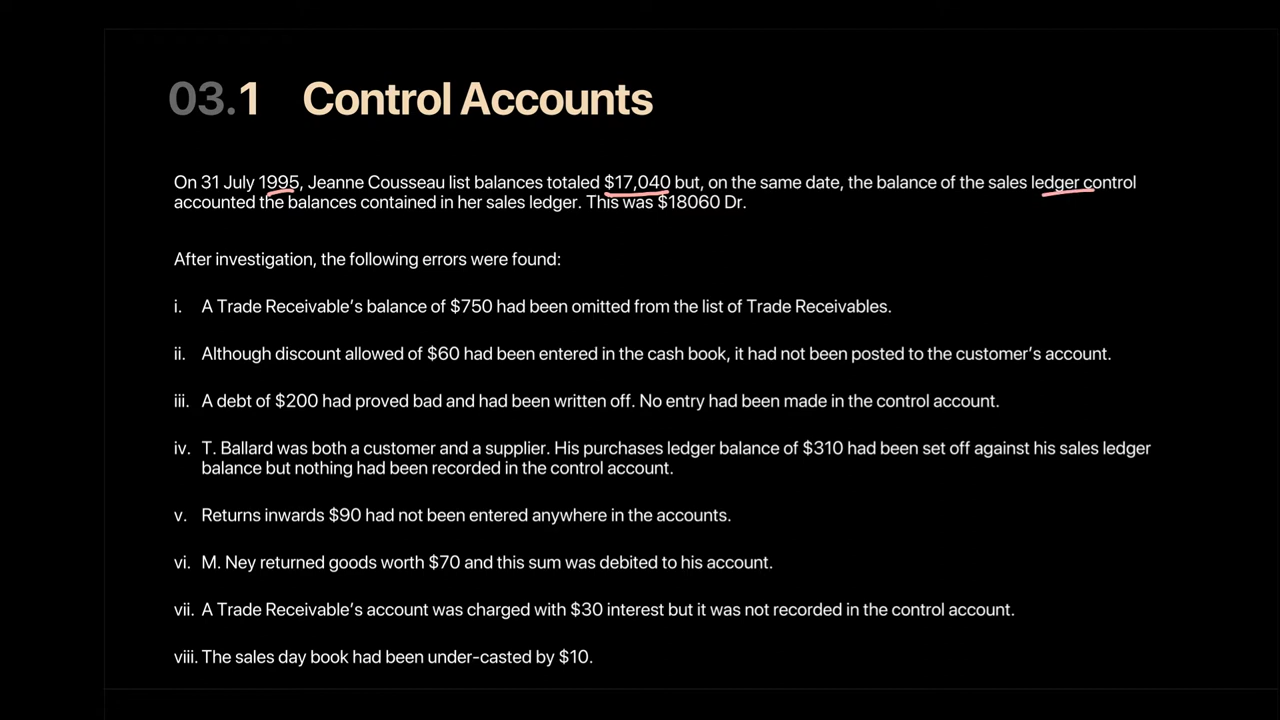 03.1 Control Accounts
On 31 July 1995, Jeanne Cousseau list balances totaled $17,040 but, on the same date, the balance of the sales ledger control
accounted the balances contained in her sales ledger. This was $18060 Dr.
After investigation, the following errors were found:
i. A Trade Receivable's balance of $750 had been omitted from the list of Trade Receivables.
ii. Although discount allowed of $60 had been entered in the cash book, it had not been posted to the customer's account.
iii. A debt of $200 had proved bad and had been written off. No entry had been made in the control account.
iv. T. Ballard was both a customer and a supplier. His purchases ledger balance of $310 had been set off against his sales ledger
balance but nothing had been recorded in the control account.
v. Returns inwards $90 had not been entered anywhere in the accounts.
vi. M. Ney returned goods worth $70 and this sum was debited to his account.
vii. A Trade Receivable's account was charged with $30 interest but it was not recorded in the control account.
viii. The sales day book had been under-casted by $10.